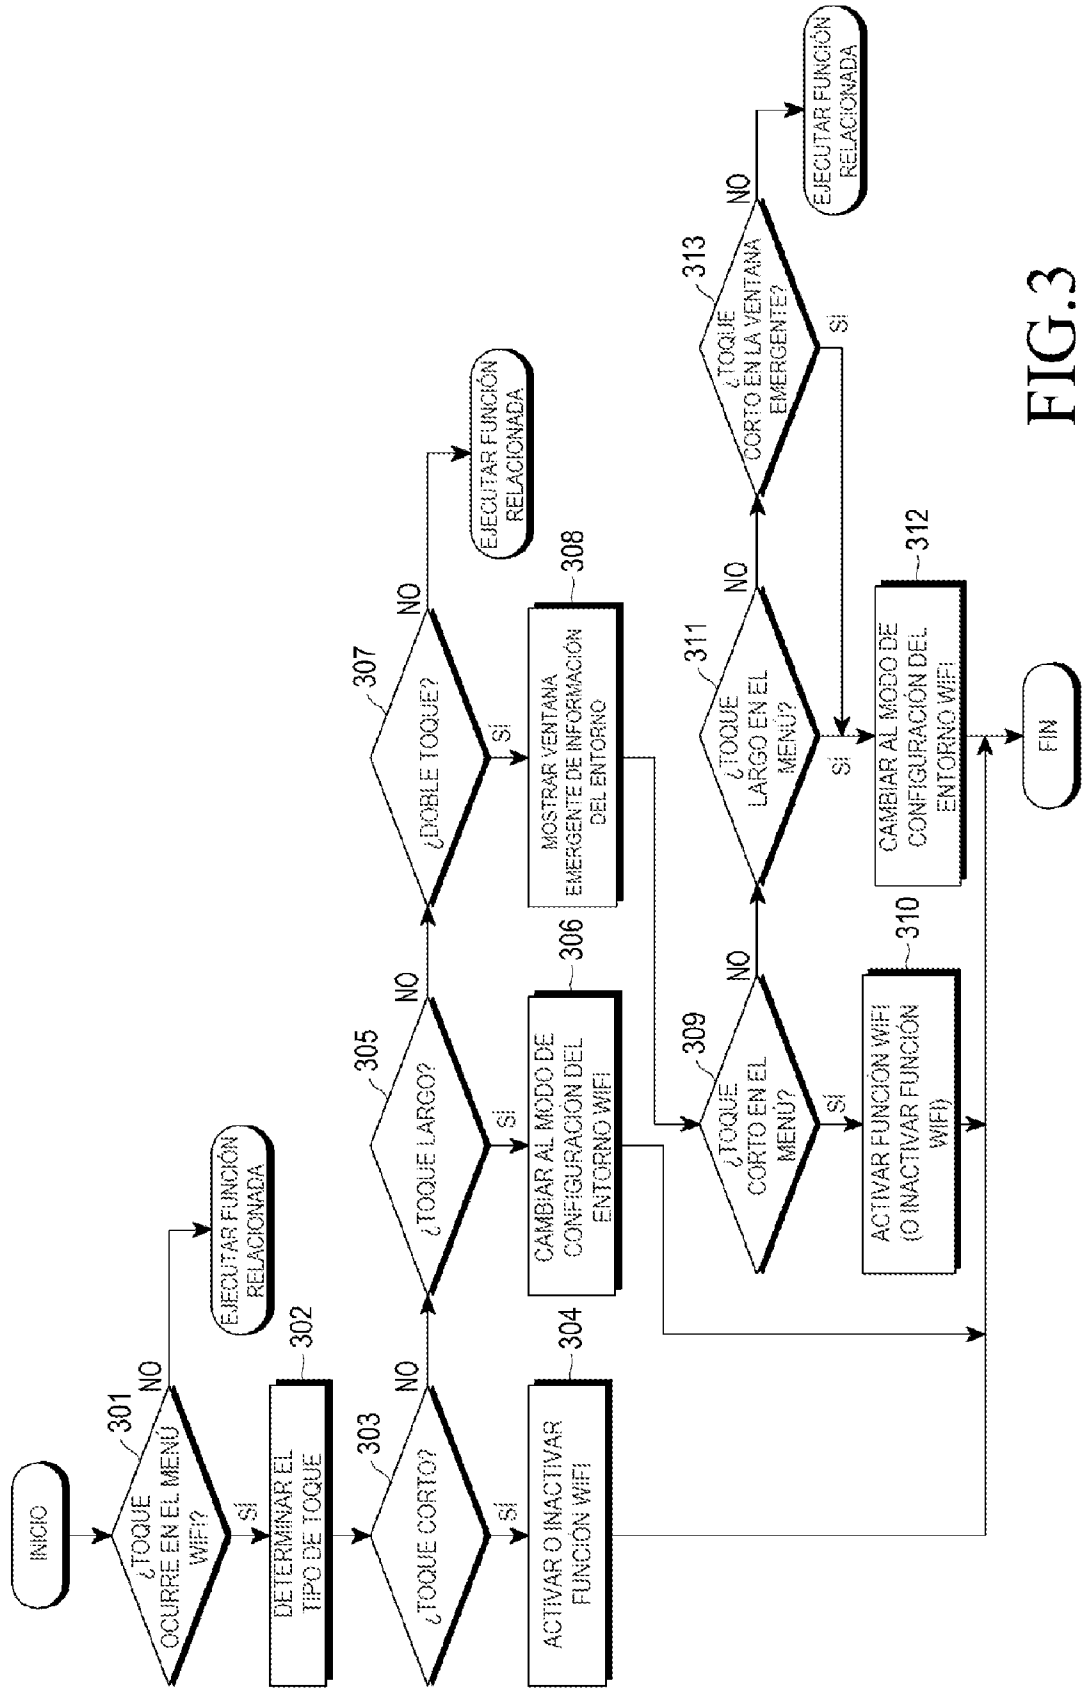 INICIO
301
¿TOQUE
OCURRE EN EL MENÚ
WIFI?
NO
EJECUTAR FUNCIÓN
RELACIONADA
SÍ
302
DETERMINAR EL
TIPO DE TOQUE
303
¿TOQUE CORTO?
NO
SÍ
304
ACTIVAR O INACTIVAR
FUNCIÓN WIFI
305
¿TOQUE LARGO?
NO
SÍ
306
CAMBIAR AL MODO DE
CONFIGURACIÓN DEL
ENTORNO WIFI
307
¿DOBLE TOQUE?
NO
EJECUTAR FUNCIÓN
RELACIONADA
SÍ
308
MOSTRAR VENTANA
EMERGENTE DE INFORMACIÓN
DEL ENTORNO
309
¿TOQUE
CORTO EN EL
MENÚ?
NO
SÍ
310
ACTIVAR FUNCIÓN WIFI
(O INACTIVAR FUNCIÓN
WIFI)
311
¿TOQUE
LARGO EN EL
MENÚ?
NO
SÍ
312
CAMBIAR AL MODO DE
CONFIGURACIÓN DEL
ENTORNO WIFI
313
¿TOQUE
CORTO EN LA VENTANA
EMERGENTE?
NO
EJECUTAR FUNCIÓN
RELACIONADA
SÍ
FIN
FIG.3